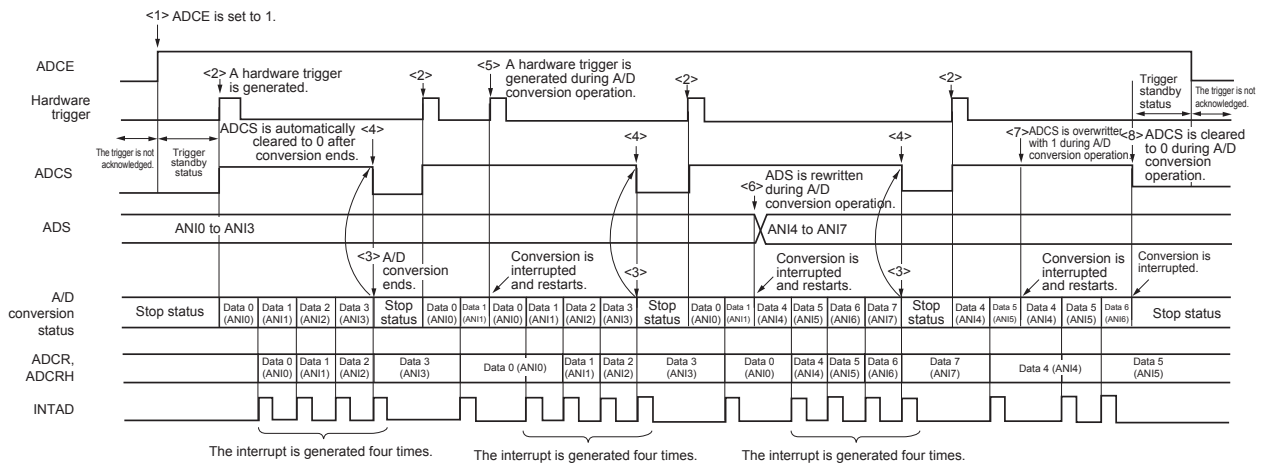 <1> ADCE is set to 1.
ADCE
<2> A hardware trigger
is generated.
<2>
<5> A hardware trigger is
generated during A/D
conversion operation.
<2>
<2>
Trigger
standby
status
The trigger is not
acknowledged.
Hardware
trigger
The trigger is not
acknowledged.
Trigger
standby
status
ADCS is automatically
cleared to 0 after
conversion ends.
<4>
<4>
<4>
<7> ADCS is overwritter
with 1 during A/D
conversion operation.
<8> ADCS is cleared
to 0 during A/D
conversion
operation.
ADCS
<6> ADS is rewritten
during A/D
conversion operation.
ADS
ANI0 to ANI3
ANI4 to ANI7
<3> A/D
conversion
ends.
Conversion is
interrupted
and restarts.
<3>
Conversion is
interrupted
and restarts.
<3>
Conversion is
interrupted
and restarts.
Conversion is
interrupted.
A/D
conversion
status
Stop status
Data 0 (ANI0)
Data 1 (ANI1)
Data 2 (ANI2)
Data 3 (ANI3)
Stop status
Data 0 (ANI0)
Data 1 (ANI1)
Data 0 (ANI0)
Data 1 (ANI1)
Data 2 (ANI2)
Data 3 (ANI3)
Stop status
Data 0 (ANI0)
Data 1 (ANI1)
Data 4 (ANI4)
Data 5 (ANI5)
Data 6 (ANI6)
Data 7 (ANI7)
Stop status
Data 4 (ANI4)
Data 5 (ANI5)
Data 4 (ANI4)
Data 5 (ANI5)
Data 6 (ANI6)
Stop status
ADCR,
ADCRH
Data 0 (ANI0)
Data 1 (ANI1)
Data 2 (ANI2)
Data 3 (ANI3)
Data 0 (ANI0)
Data 1 (ANI1)
Data 2 (ANI2)
Data 3 (ANI3)
Data 0 (ANI0)
Data 4 (ANI4)
Data 5 (ANI5)
Data 6 (ANI6)
Data 7 (ANI7)
Data 4 (ANI4)
Data 5 (ANI5)
INTAD
The interrupt is generated four times.
The interrupt is generated four times.
The interrupt is generated four times.